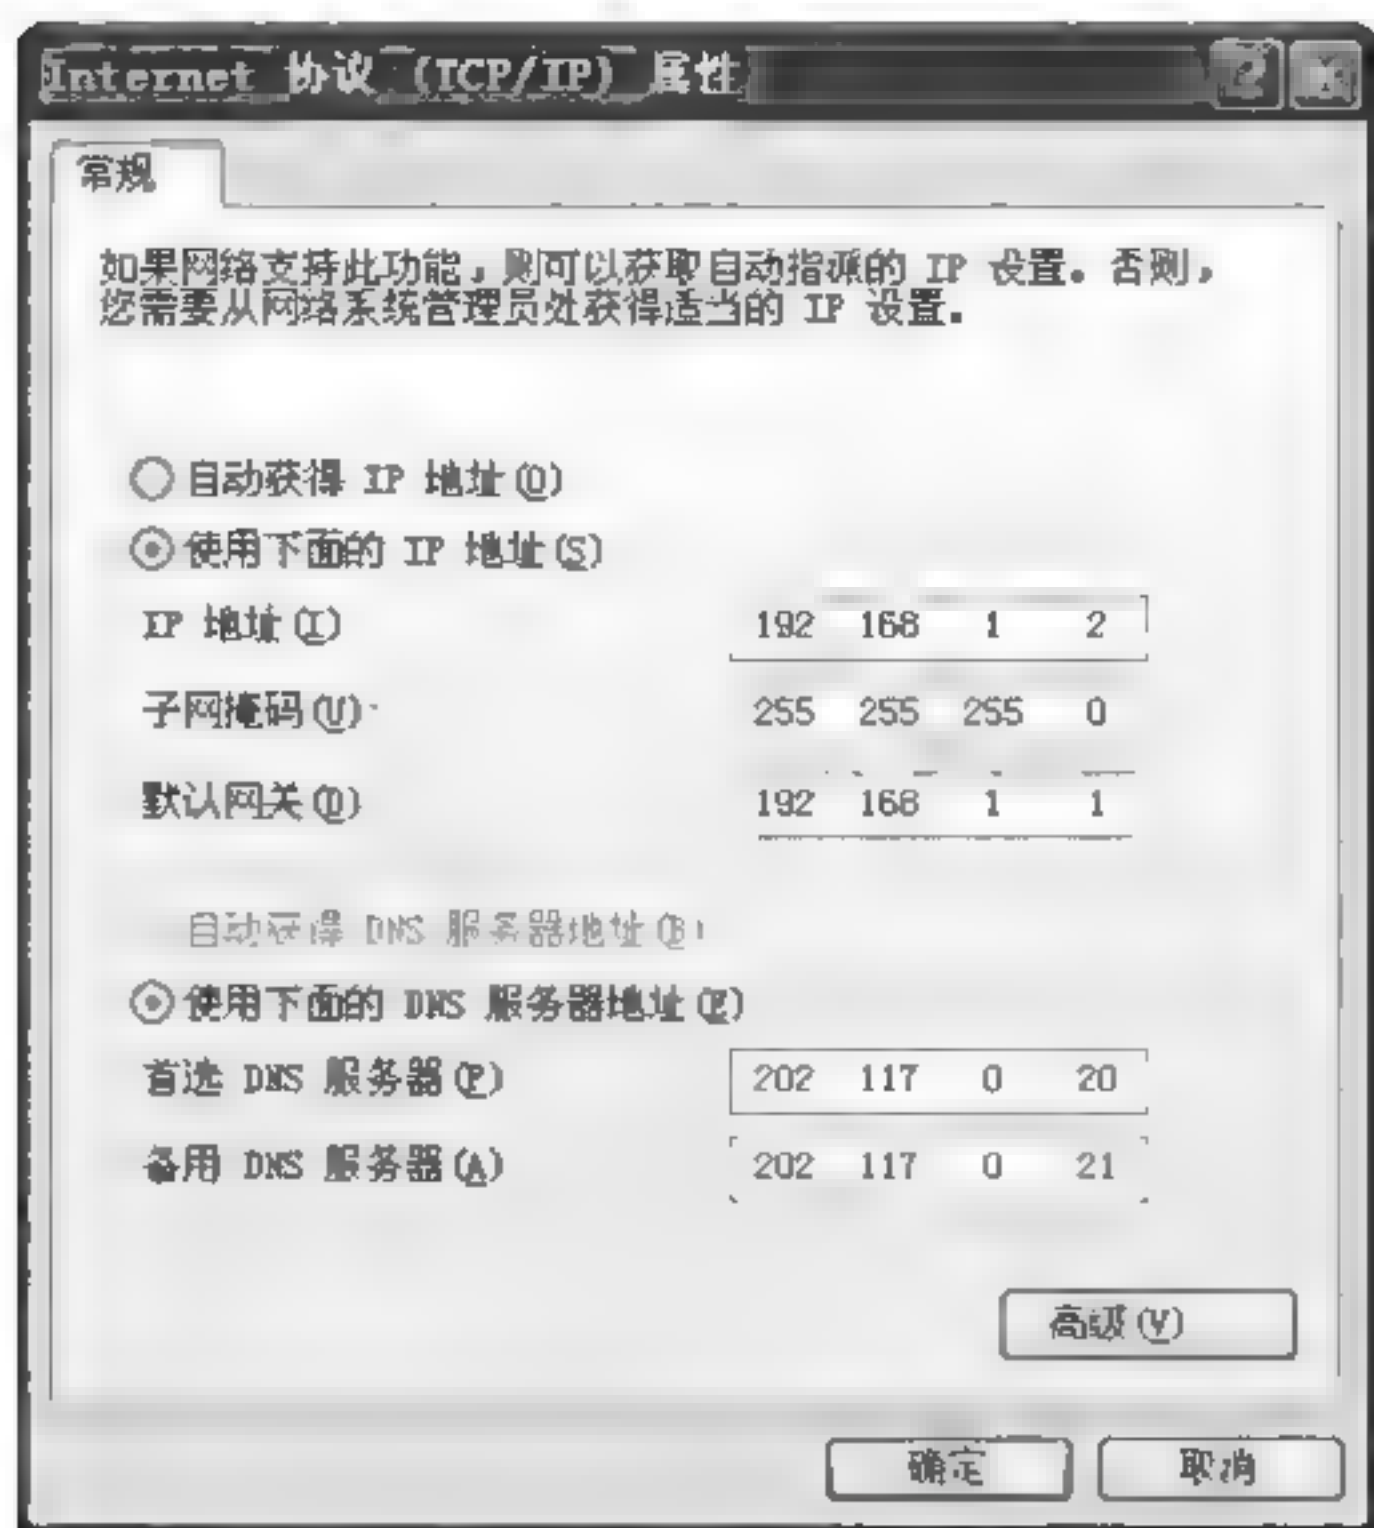 Internet 协议 (TCP/IP) 属性
常规
如果网络支持此功能，则可以获取自动指派的 IP 设置。否则，
您需要从网络系统管理员处获得适当的 IP 设置。
自动获得 IP 地址(O)
使用下面的 IP 地址(S)
IP 地址(I) 192 168 1 2
子网掩码(U) 255 255 255 0
默认网关(D) 192 168 1 1
自动获得 DNS 服务器地址(B)
使用下面的 DNS 服务器地址(E)
首选 DNS 服务器(P) 202 117 0 20
备用 DNS 服务器(A) 202 117 0 21
高级(V)
确定 取消